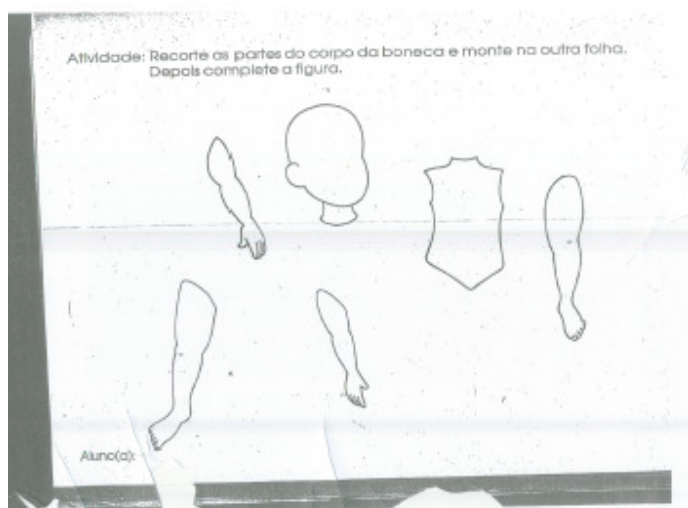 Atividade: Recorte as partes do corpo da boneca e monte na outra folha.
Depois complete a figura.
Aluno(a):